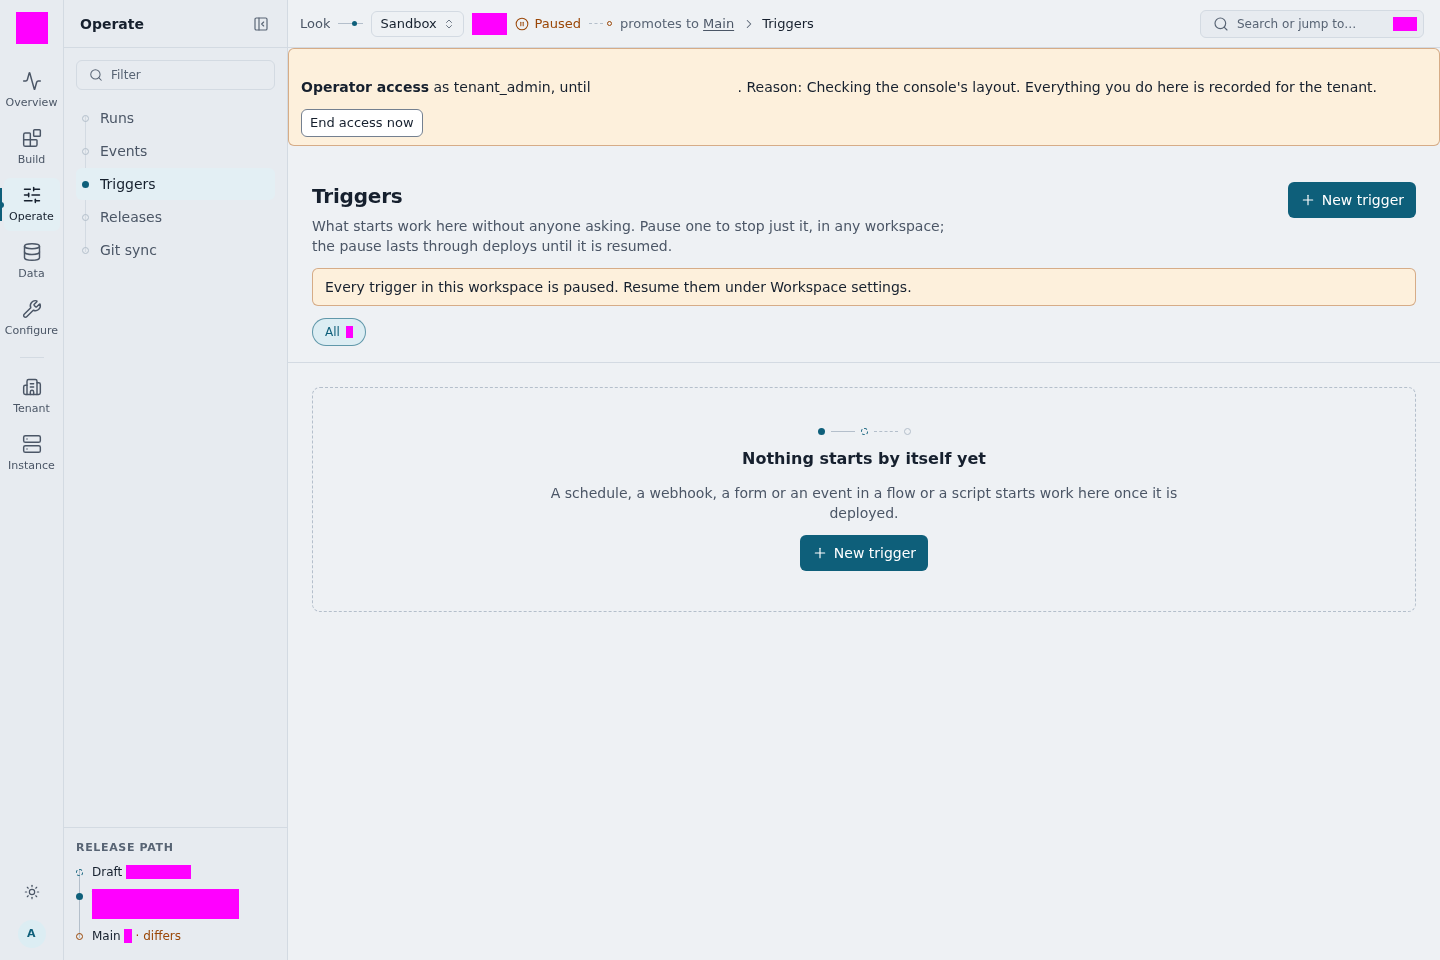 Operate
Look
Sandbox
Paused
promotes to Main
Triggers
Search or jump to…
Overview
Build
Operate
Data
Configure
Tenant
Instance
A
Filter
Runs
Events
Triggers
Releases
Git sync
RELEASE PATH
Draft
Main · differs
Operator access as tenant_admin, until . Reason: Checking the console's layout. Everything you do here is recorded for the tenant.
End access now
Triggers
New trigger
What starts work here without anyone asking. Pause one to stop just it, in any workspace;
the pause lasts through deploys until it is resumed.
Every trigger in this workspace is paused. Resume them under Workspace settings.
All
Nothing starts by itself yet
A schedule, a webhook, a form or an event in a flow or a script starts work here once it is
deployed.
New trigger